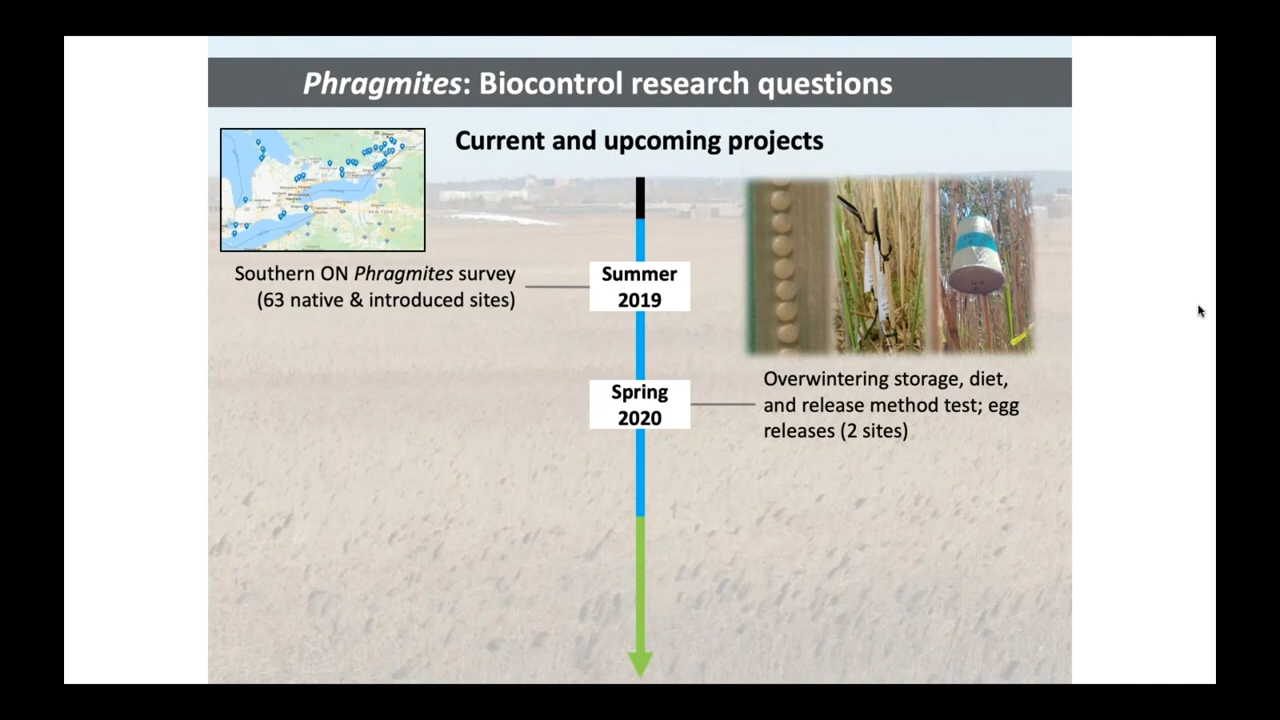 Phragmites: Biocontrol research questions
Current and upcoming projects
Southern ON Phragmites survey
(63 native & introduced sites)
Summer
2019
Spring
2020
Overwintering storage, diet,
and release method test; egg
releases (2 sites)